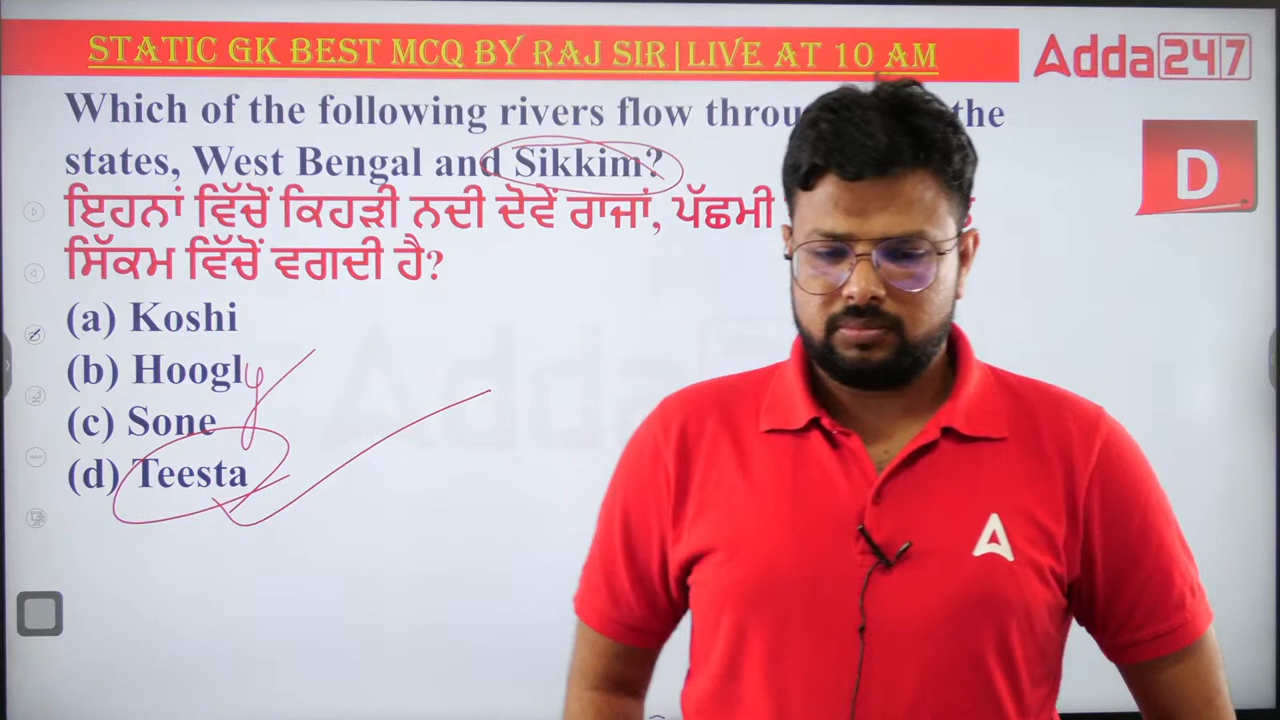 STATIC GK BEST MCQ BY RAJ SIR|LIVE AT 10 AM
Adda247
Which of the following rivers flow the
states, West Bengal and Sikkim?
D
ਇਹਨਾਂ ਵਿੱਚੋਂ ਕਿਹੜੀ ਨਦੀ ਦੋਵੇਂ ਰਾਜਾਂ, ਪੱਛਮੀ
ਸਿੱਕਮ ਵਿੱਚੋਂ ਵਗਦੀ ਹੈ?
(a) Koshi
(b) Hoogly
(c) Sone
(d) Teesta